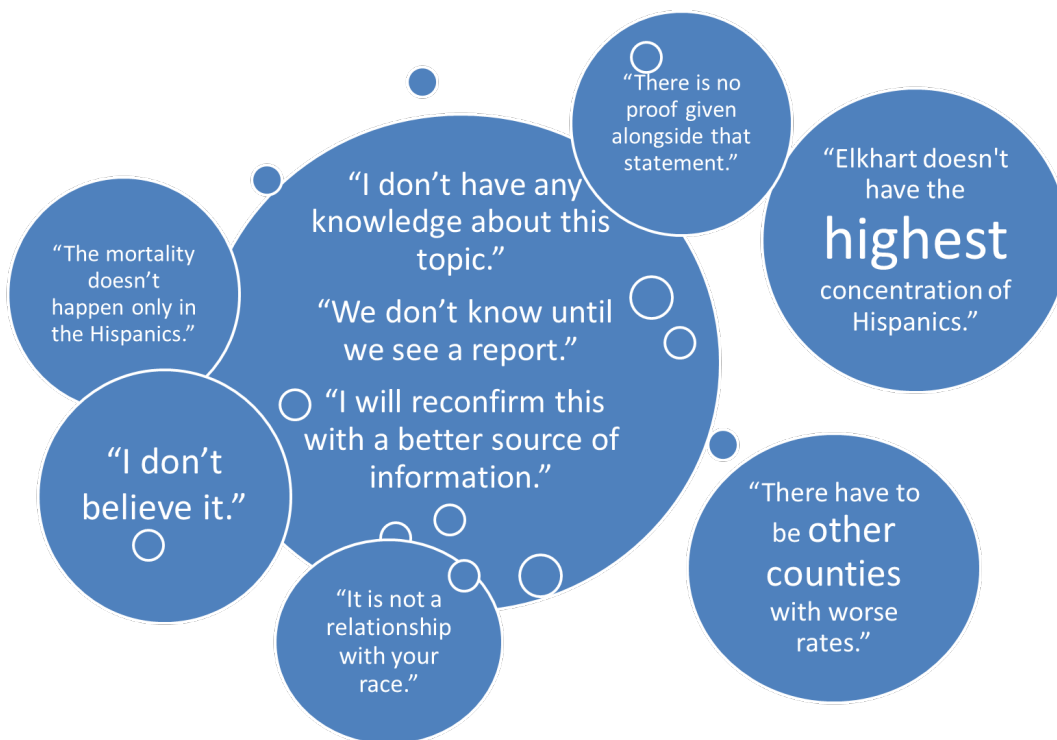 “There is no
proof given
alongside that
statement.”
“Elkhart doesn't
have the
highest
concentration of
Hispanics.”
“I don’t have any
knowledge about this
topic.”
“We don’t know until
we see a report.”
“I will reconfirm this
with a better source of
information.”
“The mortality
doesn’t
happen only in
the Hispanics.”
“I don’t
believe it.”
“It is not a
relationship
with your
race.”
“There have to
be other
counties
with worse
rates.”